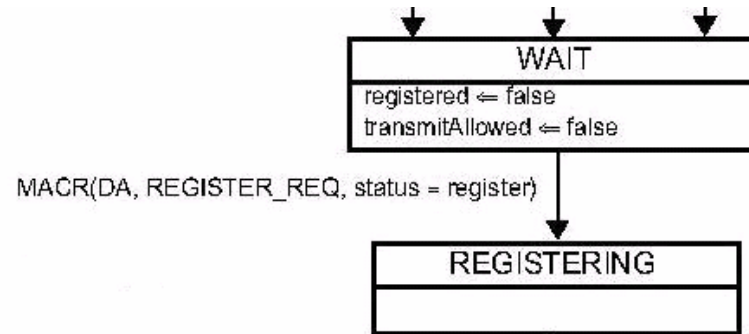 WAIT
registered ⇐ false
transmitAllowed ⇐ false
MACR(DA, REGISTER_REQ, status = register)
REGISTERING